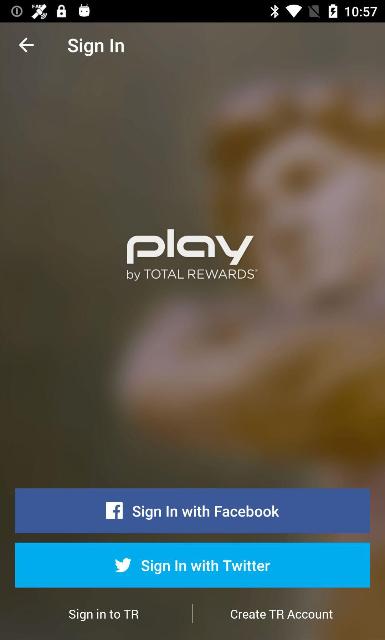 10:57
Sign In
play
by TOTAL REWARDS®
Sign In with Facebook
Sign In with Twitter
Sign in to TR
Create TR Account